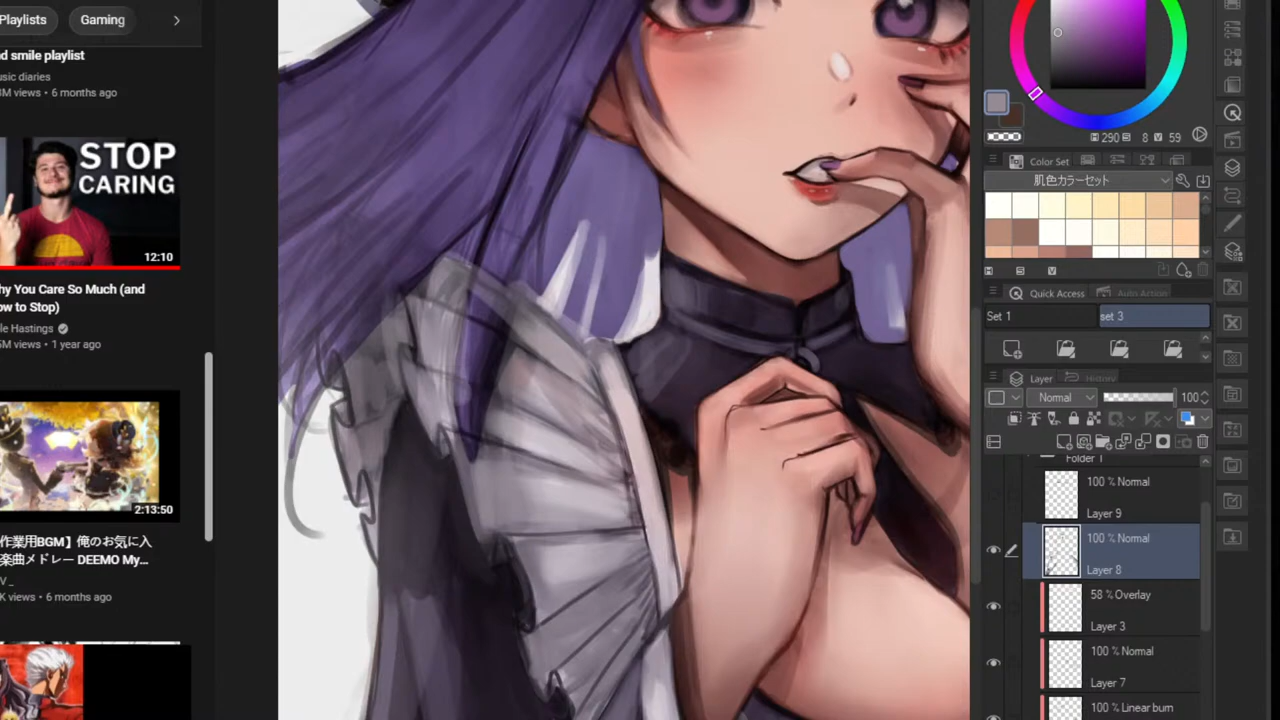 Playlists
Gaming
d smile playlist
usic diaries
M views • 6 months ago
STOP
CARING
12:10
hy You Care So Much (and
ow to Stop)
le Hastings
5M views • 1 year ago
2:13:50
作業用BGM】俺のお気に入
楽曲メドレー DEEMO My...
V_
K views • 6 months ago
H 290 S 8 V 59
Color Set
肌色カラーセット
H S V
Quick Access
Auto Action
Set 1
set 3
Layer
History
Normal
100
Folder 1
100 % Normal
Layer 9
100 % Normal
Layer 8
58 % Overlay
Layer 3
100 % Normal
Layer 7
100 % Linear burn